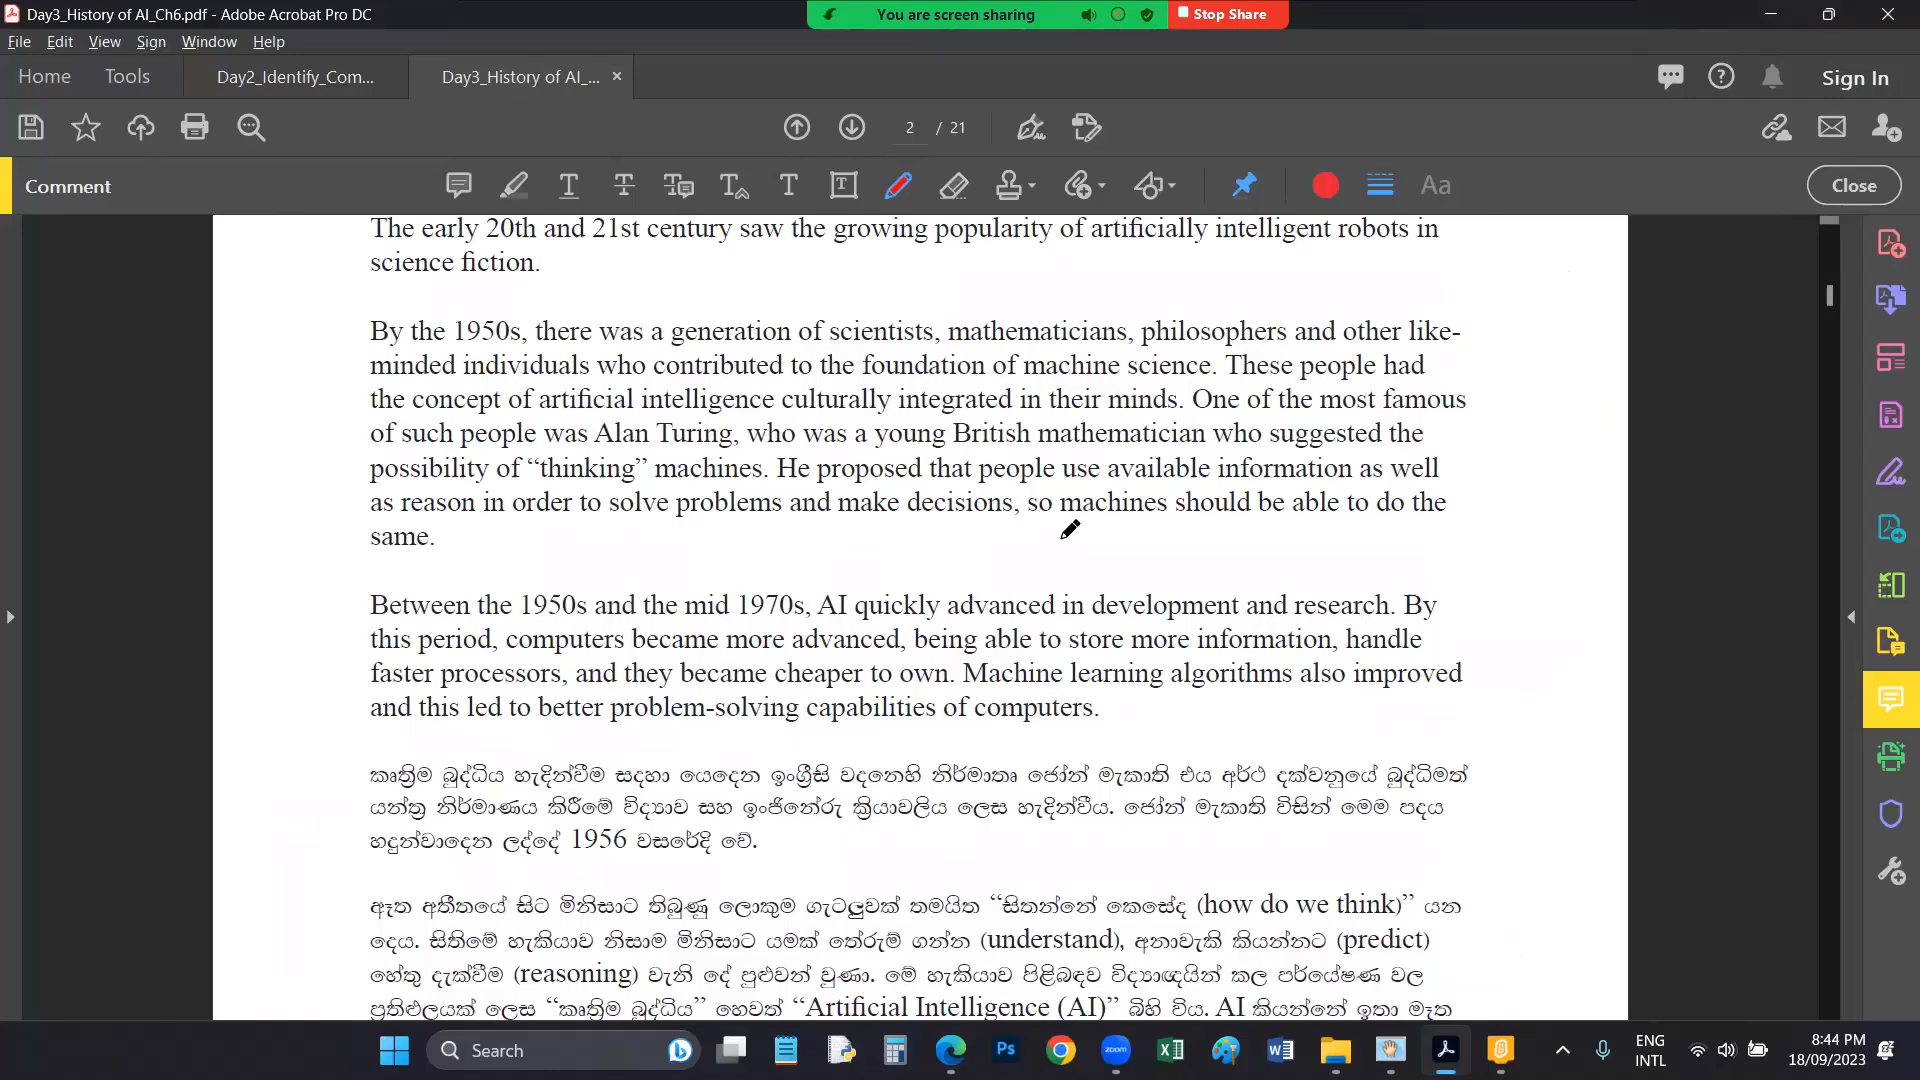 Day3_History of AI_Ch6.pdf - Adobe Acrobat Pro DC
You are screen sharing
Stop Share
File Edit View Sign Window Help
Home Tools Day2_Identify_Com... Day3_History of AI_... × Sign In
2 / 21
Comment
Aa
Close
The early 20th and 21st century saw the growing popularity of artificially intelligent robots in
science fiction.
By the 1950s, there was a generation of scientists, mathematicians, philosophers and other like-
minded individuals who contributed to the foundation of machine science. These people had
the concept of artificial intelligence culturally integrated in their minds. One of the most famous
of such people was Alan Turing, who was a young British mathematician who suggested the
possibility of “thinking” machines. He proposed that people use available information as well
as reason in order to solve problems and make decisions, so machines should be able to do the
same.
Between the 1950s and the mid 1970s, AI quickly advanced in development and research. By
this period, computers became more advanced, being able to store more information, handle
faster processors, and they became cheaper to own. Machine learning algorithms also improved
and this led to better problem-solving capabilities of computers.
කෘත්‍රිම බුද්ධිය හැදින්වීම සදහා යෙදෙන ඉංග්‍රීසි වදනෙහි නිර්මාතෘ ජෝන් මැකාති එය අර්ථ දක්වනුයේ බුද්ධිමත්
යන්ත්‍ර නිර්මාණය කිරීමේ විද්‍යාව සහ ඉංජිනේරු ක්‍රියාවලිය ලෙස හැදින්වීය. ජෝන් මැකාති විසින් මෙම පදය
හදුන්වාදෙන ලද්දේ 1956 වසරේදි වේ.
ඈත අතීතයේ සිට මිනිසාට තිබුණු ලොකුම ගැටලුවක් තමයිත “සිතන්නේ කෙසේද (how do we think)” යන
දෙය. සිතිමේ හැකියාව නිසාම මිනිසාට යමක් තේරුම් ගන්න (understand), අනාවැකි කියන්නට (predict)
හේතු දැක්වීම (reasoning) වැනි දේ පුළුවන් වුණා. මේ හැකියාව පිළිබඳව විද්‍යාඥයින් කල පර්යේෂණ වල
ප්‍රතිඵලයක් ලෙස “කෘත්‍රිම බුද්ධිය” හෙවත් “Artificial Intelligence (AI)” බිහි විය. AI කියන්නේ ඉතා මෑත
Search
ENG
INTL
8:44 PM
18/09/2023